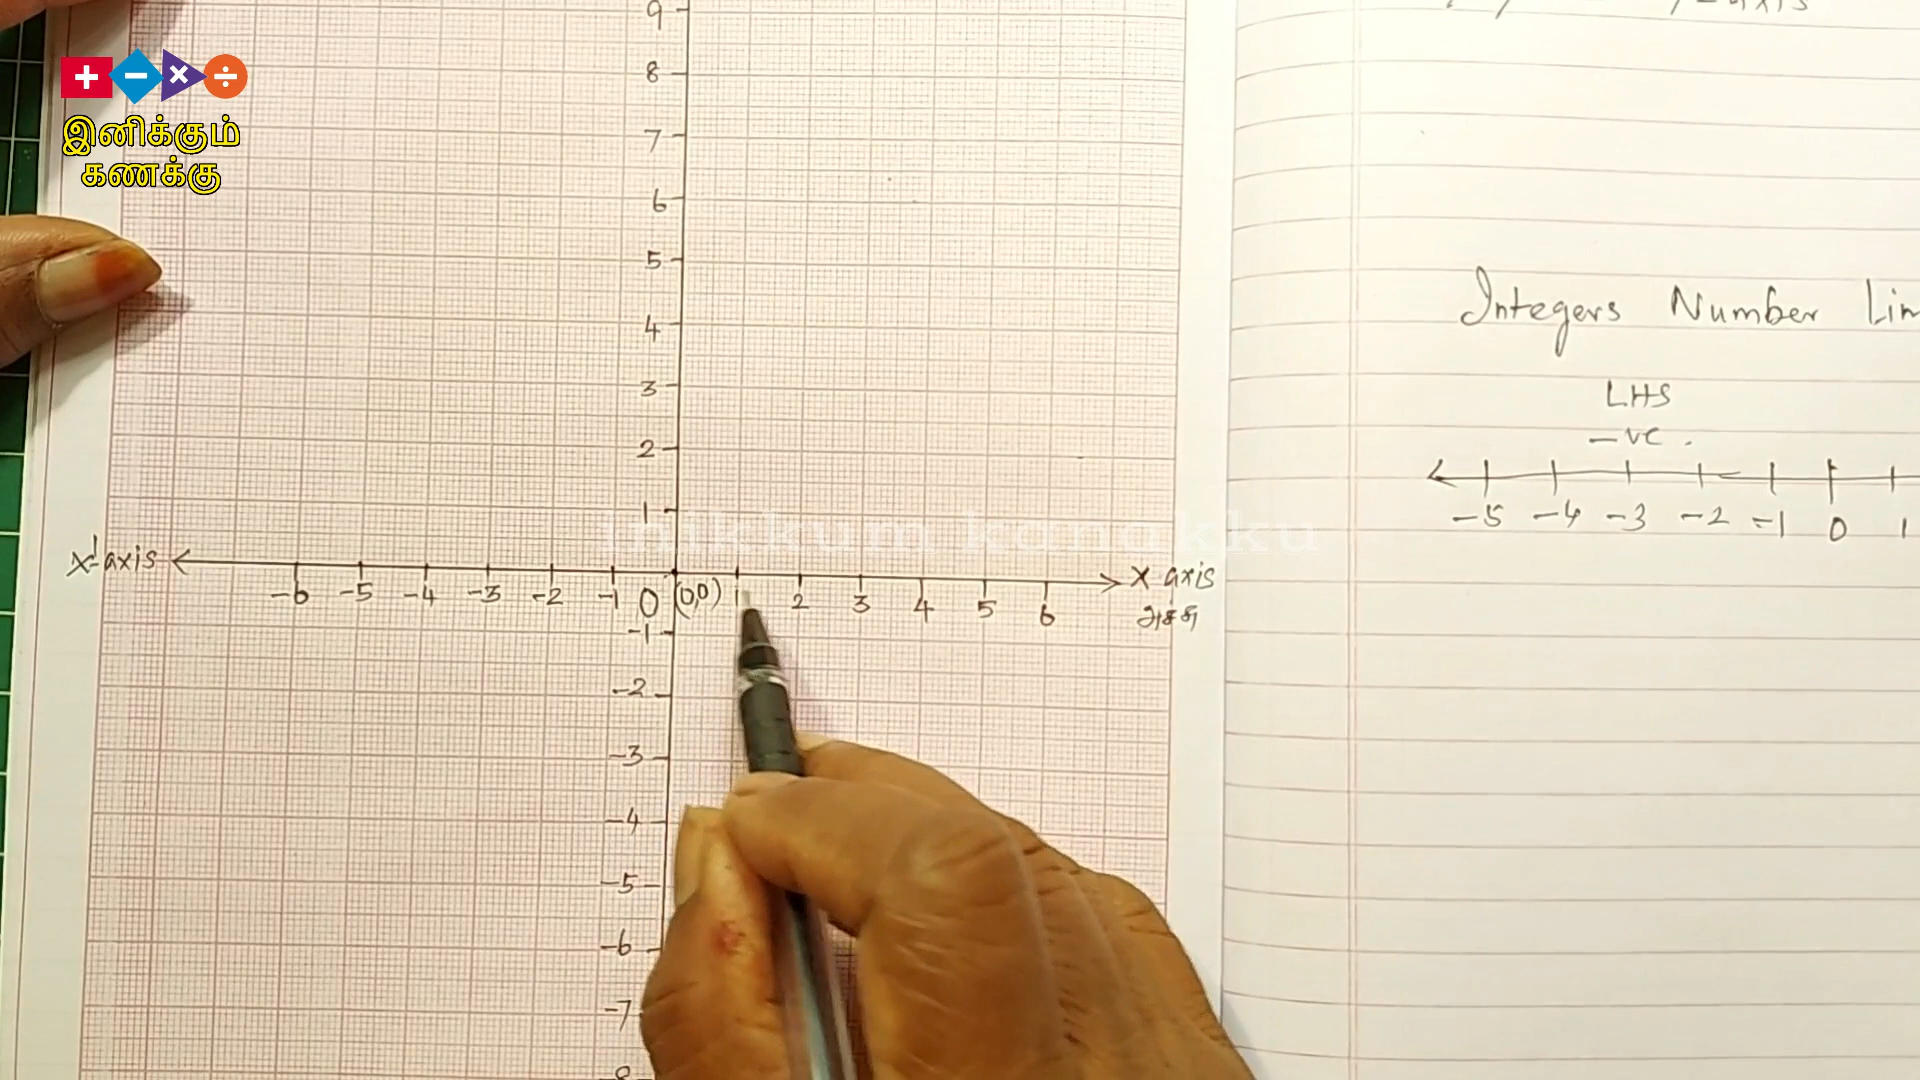 இனிக்கும்
கணக்கு
9
8
7
6
5
4
3
2
1
inikkum kanakku
X' axis
X axis
அச்சு
-6 -5 -4 -3 -2 -1 0 (0,0) 1 2 3 4 5 6
-1
-2
-3
-4
-5
-6
-7
-8
axis
Integers Number
LHS
-ve
-5 -4 -3 -2 -1 0 1